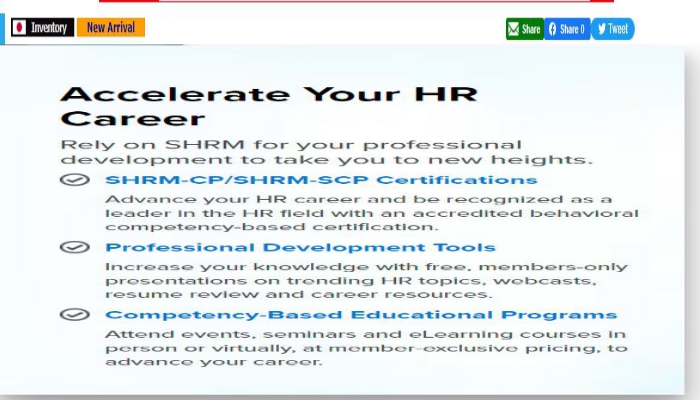 Inventory New Arrival Share Share 0 Tweet
Accelerate Your HR
Career
Rely on SHRM for your professional
development to take you to new heights.
SHRM-CP/SHRM-SCP Certifications
Advance your HR career and be recognized as a
leader in the HR field with an accredited behavioral
competency-based certification.
Professional Development Tools
Increase your knowledge with free, members-only
presentations on trending HR topics, webcasts,
resume review and career resources.
Competency-Based Educational Programs
Attend events, seminars and eLearning courses in
person or virtually, at member-exclusive pricing, to
advance your career.